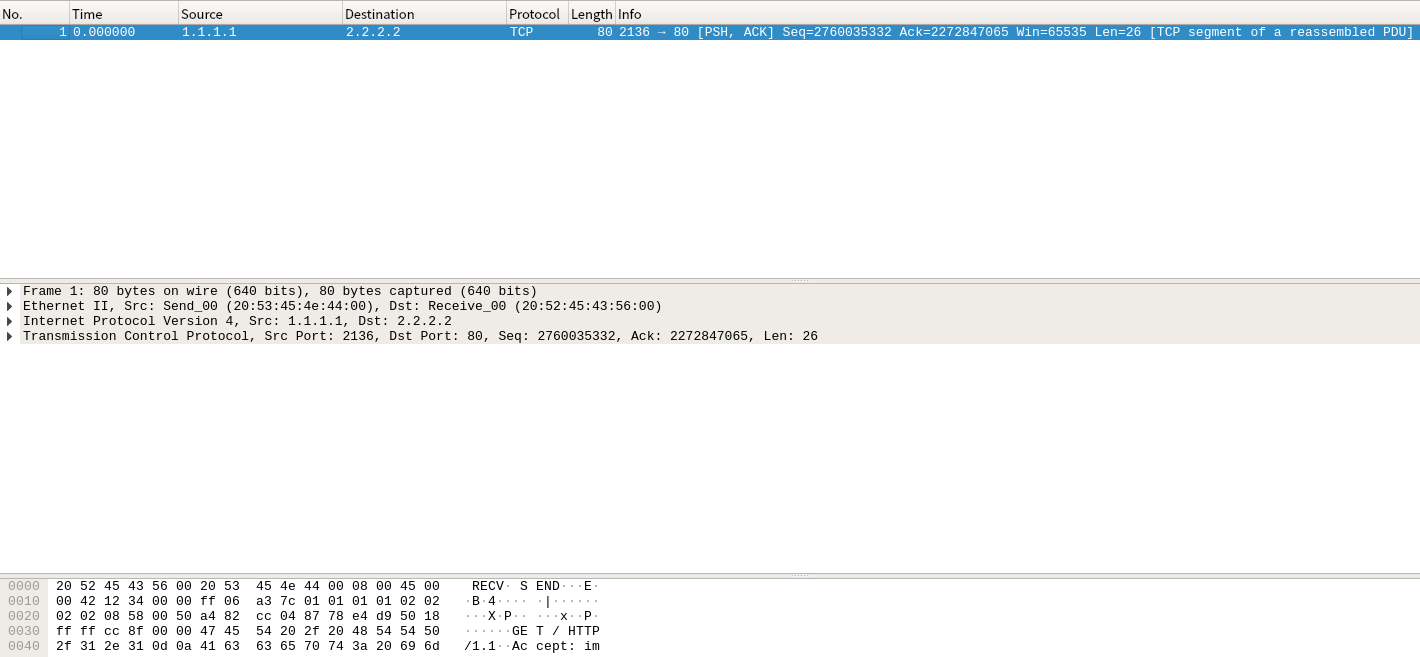 No. Time Source Destination Protocol Length Info
1 0.000000 1.1.1.1 2.2.2.2 TCP 80 2136 → 80 [PSH, ACK] Seq=2760035332 Ack=2272847065 Win=65535 Len=26 [TCP segment of a reassembled PDU]
Frame 1: 80 bytes on wire (640 bits), 80 bytes captured (640 bits)
Ethernet II, Src: Send_00 (20:53:45:4e:44:00), Dst: Receive_00 (20:52:45:43:56:00)
Internet Protocol Version 4, Src: 1.1.1.1, Dst: 2.2.2.2
Transmission Control Protocol, Src Port: 2136, Dst Port: 80, Seq: 2760035332, Ack: 2272847065, Len: 26
0000 20 52 45 43 56 00 20 53 45 4e 44 00 08 00 45 00 RECV· S END···E·
0010 00 42 12 34 00 00 ff 06 a3 7c 01 01 01 01 02 02 ·B·4···· ·|······
0020 02 02 08 58 00 50 a4 82 cc 04 87 78 e4 d9 50 18 ···X·P·· ···x··P·
0030 ff ff cc 8f 00 00 47 45 54 20 2f 20 48 54 54 50 ······GE T / HTTP
0040 2f 31 2e 31 0d 0a 41 63 63 65 70 74 3a 20 69 6d /1.1··Ac cept: im